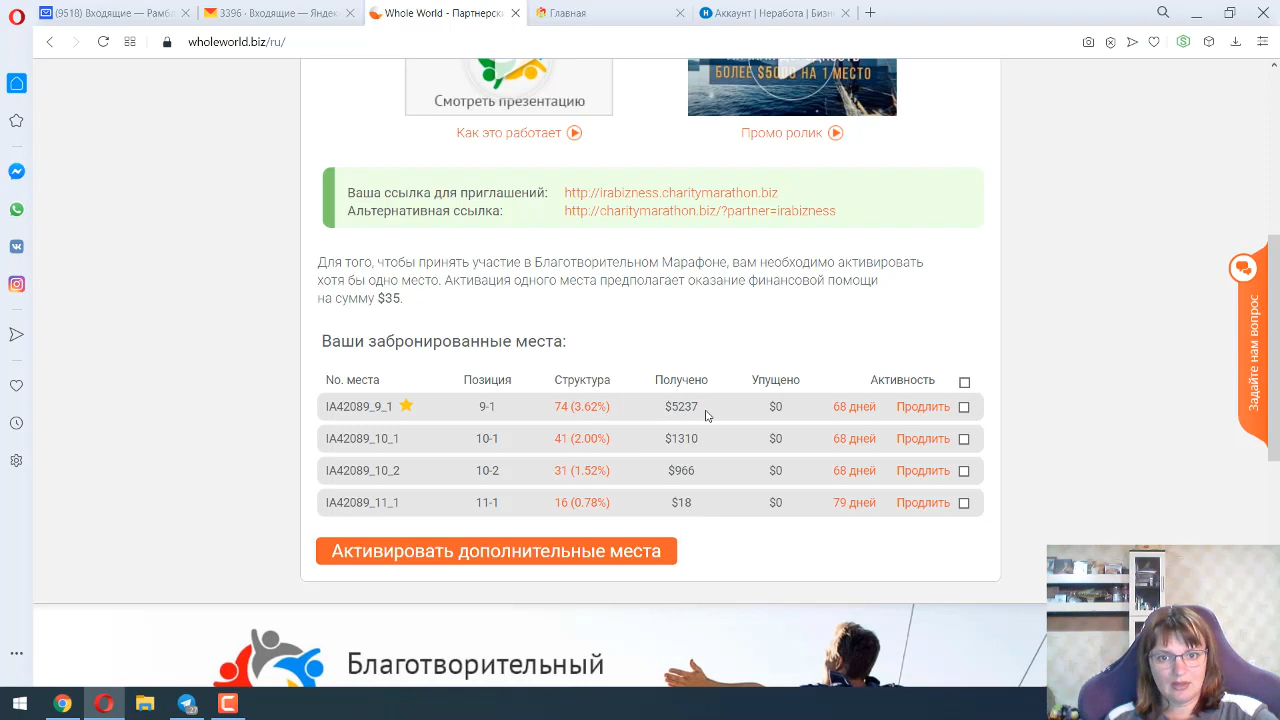 (5518) Входящие — Рамбл
3396 · Входящие — Яндек
Whole World - Партнерск
Главная
Аккаунт | Неработа | Бизн
wholeworld.biz/ru/
БОЛЕЕ $5000 НА 1 МЕСТО
Смотреть презентацию
Как это работает
Промо ролик
Ваша ссылка для приглашений: http://irabizness.charitymarathon.biz
Альтернативная ссылка: http://charitymarathon.biz/?partner=irabizness
Для того, чтобы принять участие в Благотворительном Марафоне, вам необходимо активировать
хотя бы одно место. Активация одного места предполагает оказание финансовой помощи
на сумму $35.
Задайте нам вопрос
Ваши забронированные места:
No. места Позиция Структура Получено Упущено Активность
IA42089_9_1 9-1 74 (3.62%) $5237 $0 68 дней Продлить
IA42089_10_1 10-1 41 (2.00%) $1310 $0 68 дней Продлить
IA42089_10_2 10-2 31 (1.52%) $966 $0 68 дней Продлить
IA42089_11_1 11-1 16 (0.78%) $18 $0 79 дней Продлить
Активировать дополнительные места
Благотворительный